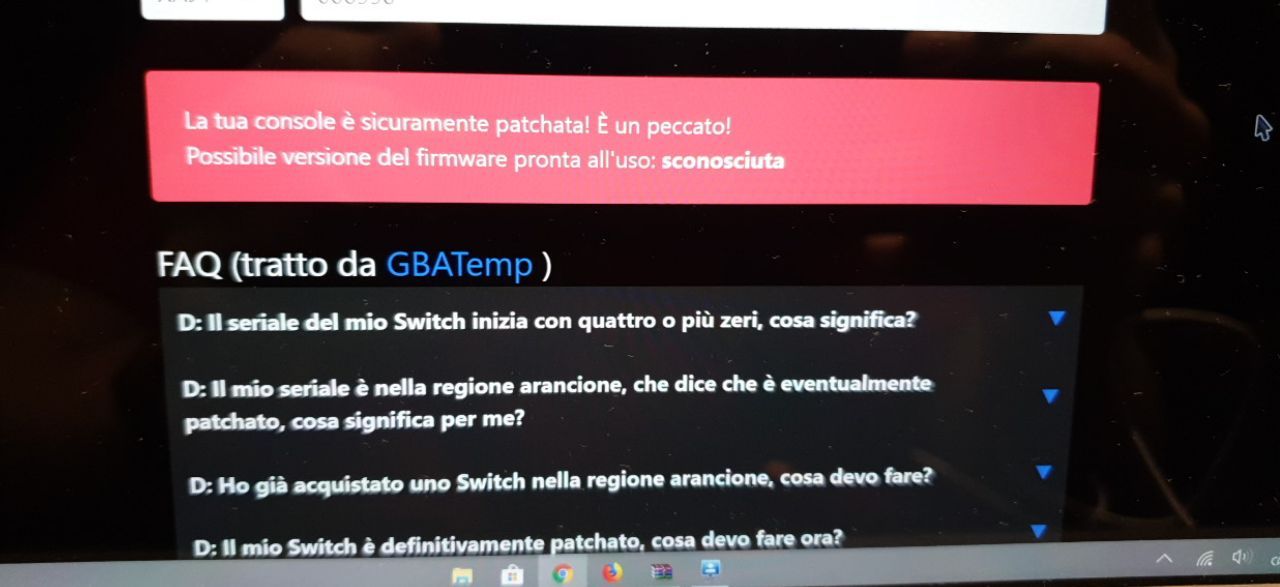 La tua console è sicuramente patchata! È un peccato!
Possibile versione del firmware pronta all'uso: sconosciuta
FAQ (tratto da GBATemp )
D: Il seriale del mio Switch inizia con quattro o più zeri, cosa significa?
D: Il mio seriale è nella regione arancione, che dice che è eventualmente
patchato, cosa significa per me?
D: Ho già acquistato uno Switch nella regione arancione, cosa devo fare?
D: Il mio Switch è definitivamente patchato, cosa devo fare ora?